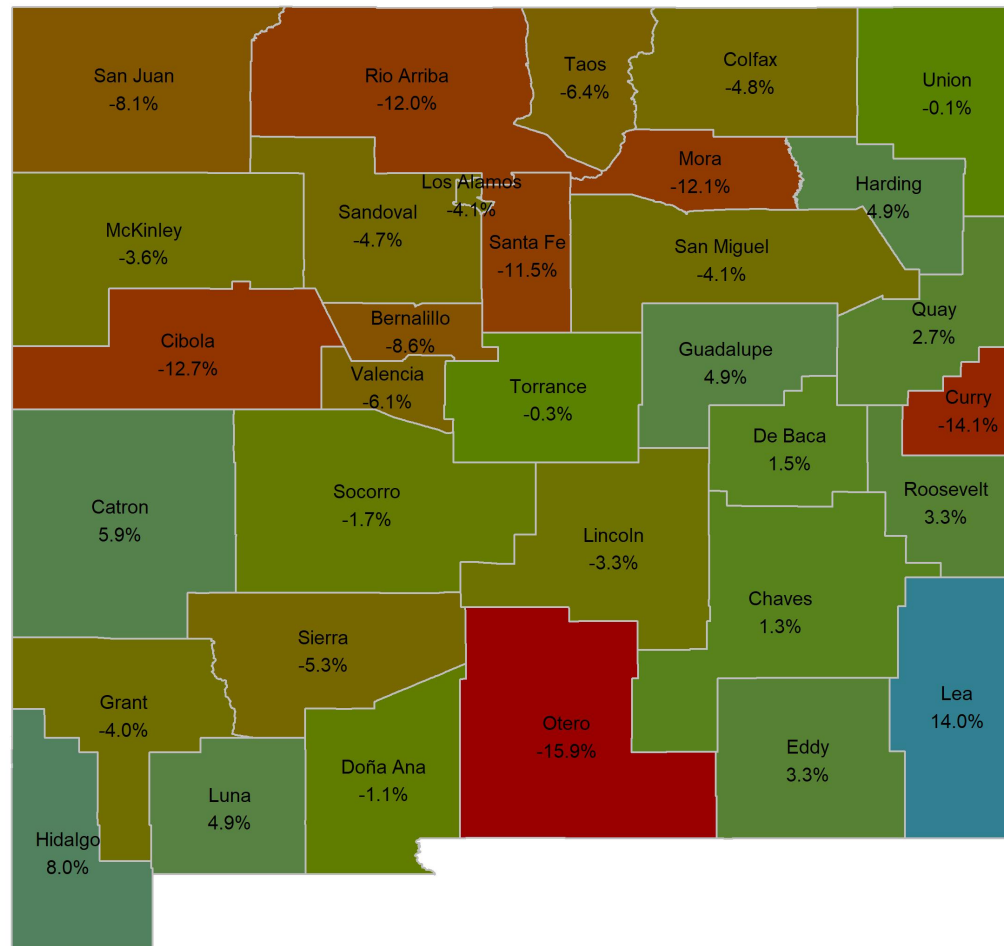 San Juan
-8.1%
Rio Arriba
-12.0%
Taos
-6.4%
Colfax
-4.8%
Union
-0.1%
Mora
-12.1%
Harding
4.9%
Los Alamos
-4.1%
Sandoval
-4.7%
McKinley
-3.6%
Santa Fe
-11.5%
San Miguel
-4.1%
Quay
2.7%
Bernalillo
-8.6%
Cibola
-12.7%
Guadalupe
4.9%
Valencia
-6.1%
Torrance
-0.3%
Curry
-14.1%
De Baca
1.5%
Roosevelt
3.3%
Socorro
-1.7%
Catron
5.9%
Lincoln
-3.3%
Chaves
1.3%
Sierra
-5.3%
Grant
-4.0%
Lea
14.0%
Otero
-15.9%
Eddy
3.3%
Doña Ana
-1.1%
Luna
4.9%
Hidalgo
8.0%